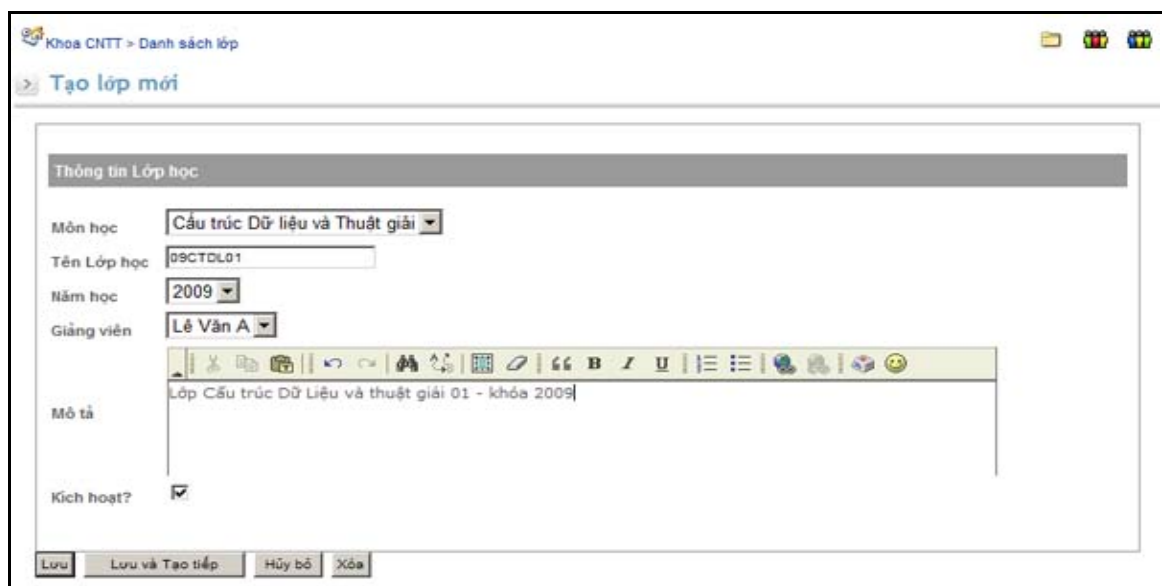 Khoa CNTT > Danh sách lớp
Tạo lớp mới
Thông tin Lớp học
Môn học Cấu trúc Dữ liệu và Thuật giải
Tên Lớp học 09CTDL01
Năm học 2009
Giảng viên Lê Văn A
B I U
Mô tả Lớp Cấu trúc Dữ Liệu và thuật giải 01 - khóa 2009
Kích hoạt?
Lưu Lưu và Tạo tiếp Hủy bỏ Xóa